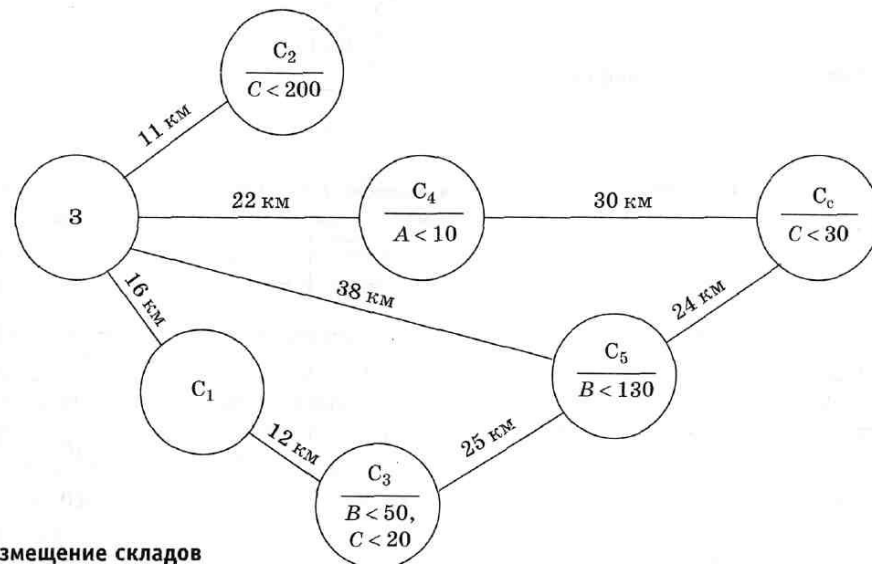 C₂
C < 200
11 км
З
22 км
C₄
A < 10
30 км
C_c
C < 30
16 км
38 км
24 км
C₁
C₅
B < 130
12 км
25 км
C₃
B < 50,
C < 20
змещение складов